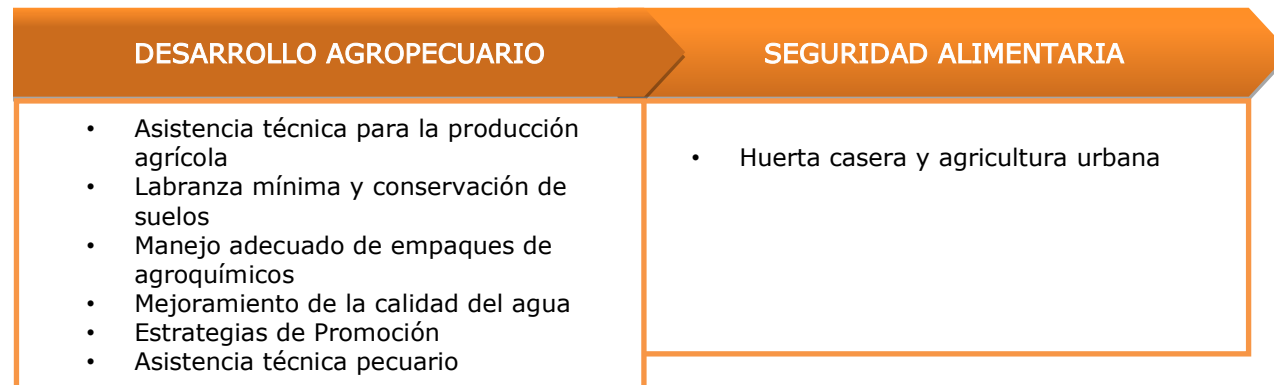 DESARROLLO AGROPECUARIO
• Asistencia técnica para la producción
agrícola
• Labranza mínima y conservación de
suelos
• Manejo adecuado de empaques de
agroquímicos
• Mejoramiento de la calidad del agua
• Estrategias de Promoción
• Asistencia técnica pecuario
SEGURIDAD ALIMENTARIA
• Huerta casera y agricultura urbana